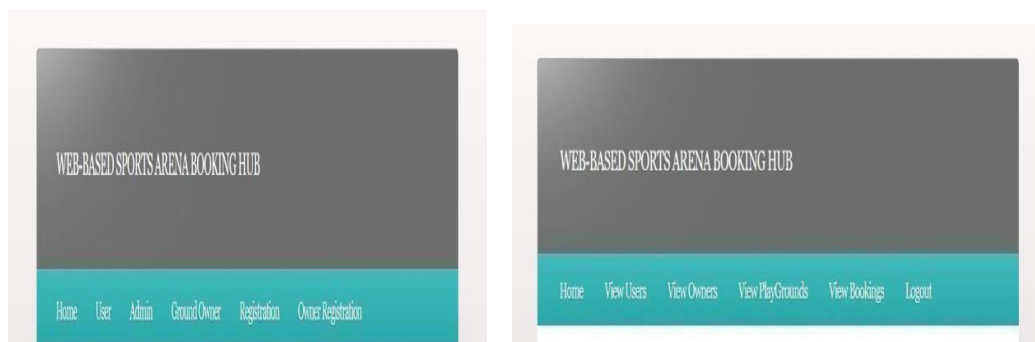 WEB-BASED SPORTS ARENA BOOKING HUB
Home User Admin Ground Owner Registration Owner Registration
WEB-BASED SPORTS ARENA BOOKING HUB
Home View Users View Owners View PlayGrounds View Bookings Logout